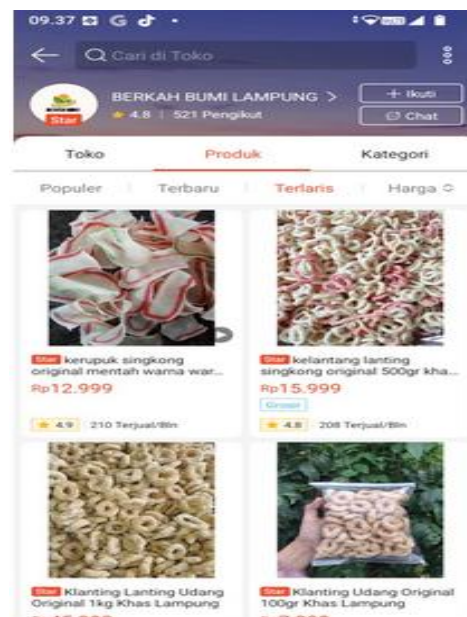 09.37
Cari di Toko
BERKAH BUMI LAMPUNG >
4.8 | 521 Pengikut
+ Ikuti
Chat
Star
Toko
Produk
Kategori
Populer
Terbaru
Terlaris
Harga
Star kerupuk singkong
original mentah warna war...
Rp12.999
4.9 210 Terjual/Bln
Star kelantang lanting
singkong original 500gr kha...
Rp15.999
Grosir
4.8 208 Terjual/Bln
Star Klanting Lanting Udang
Original 1kg Khas Lampung
Star Klanting Udang Original
100gr Khas Lampung